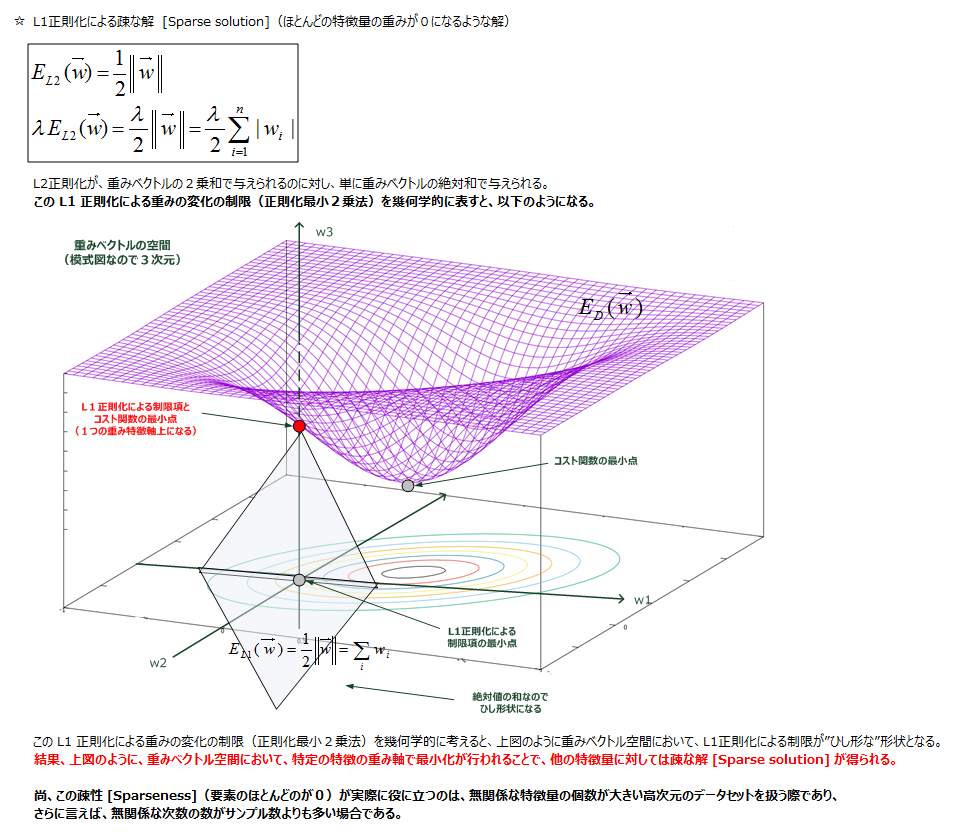 ☆ L1正則化による疎な解 [Sparse solution]（ほとんどの特徴量の重みが０になるような解）
E_{L2}(\vec{w}) = \frac{1}{2} \| \vec{w} \|
λ E_{L2}(\vec{w}) = \frac{λ}{2} \| \vec{w} \| = \frac{λ}{2} \sum_{i=1}^{n} | w_i |
L2正則化が、重みベクトルの２乗和で与えられるのに対し、単に重みベクトルの絶対和で与えられる。
この L1 正則化による重みの変化の制限（正則化最小２乗法）を幾何学的に表すと、以下のようになる。
w3
重みベクトルの空間
（模式図なので３次元）
E_D(\vec{w})
L１正則化による制限項と
コスト関数の最小点
（１つの重み特徴軸上になる）
コスト関数の最小点
w1
L1正則化による
制限項の最小点
E_{L1}(\vec{w}) = \frac{1}{2} \| \vec{w} \| = \sum_i w_i
w2
絶対値の和なので
ひし形状になる
-1
0
0
この L1 正則化による重みの変化の制限（正則化最小２乗法）を幾何学的に考えると、上図のように重みベクトル空間において、L1正則化による制限が”ひし形な”形状となる。
結果、上図のように、重みベクトル空間において、特定の特徴の重み軸で最小化が行われることで、他の特徴量に対しては疎な解 [Sparse solution] が得られる。
尚、この疎性 [Sparseness]（要素のほとんどのが０）が実際に役に立つのは、無関係な特徴量の個数が大きい高次元のデータセットを扱う際であり、
さらに言えば、無関係な次数の数がサンプル数よりも多い場合である。